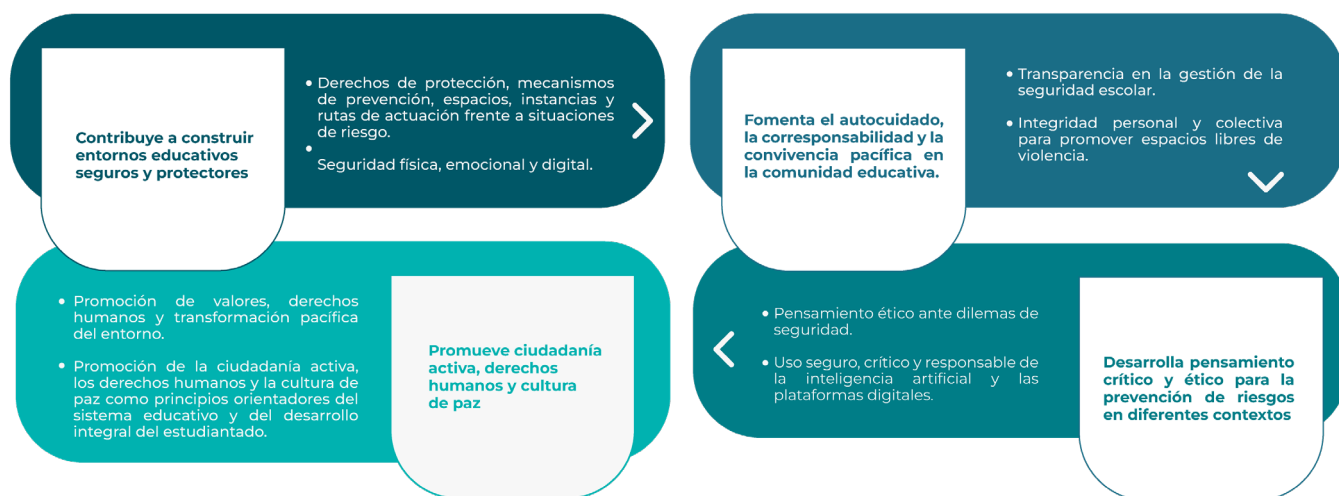 Contribuye a construir
entornos educativos
seguros y protectores
• Derechos de protección, mecanismos
de prevención, espacios, instancias y
rutas de actuación frente a situaciones
de riesgo.
•
Seguridad física, emocional y digital.
Fomenta el autocuidado,
la corresponsabilidad y la
convivencia pacífica en
la comunidad educativa.
• Transparencia en la gestión de la
seguridad escolar.
• Integridad personal y colectiva
para promover espacios libres de
violencia.
• Pensamiento ético ante dilemas de
seguridad.
• Uso seguro, crítico y responsable de
la inteligencia artificial y las
plataformas digitales.
Desarrolla pensamiento
crítico y ético para la
prevención de riesgos
en diferentes contextos
• Promoción de valores, derechos
humanos y transformación pacífica
del entorno.
• Promoción de la ciudadanía activa,
los derechos humanos y la cultura de
paz como principios orientadores del
sistema educativo y del desarrollo
integral del estudiantado.
Promueve ciudadanía
activa, derechos
humanos y cultura
de paz